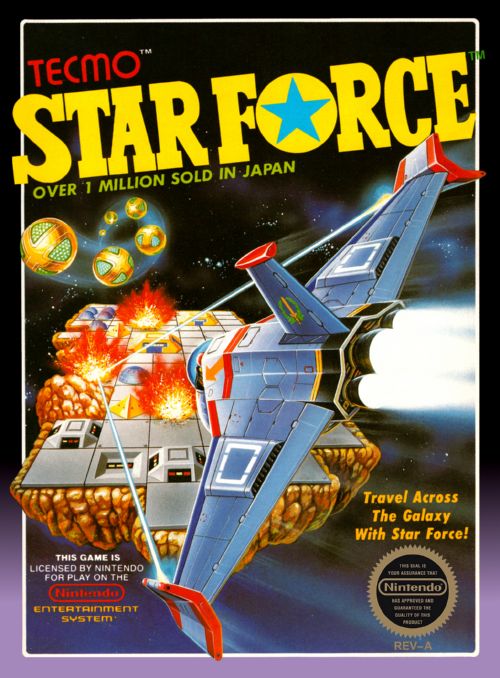 TECMO™
STAR FORCE™
OVER 1 MILLION SOLD IN JAPAN
Travel Across
The Galaxy
With Star Force!
THIS GAME IS
LICENSED BY NINTENDO
FOR PLAY ON THE
Nintendo
ENTERTAINMENT
SYSTEM
THIS SEAL IS
YOUR ASSURANCE THAT
Nintendo
HAS APPROVED AND
GUARANTEED THE
QUALITY OF THIS
PRODUCT
REV-A